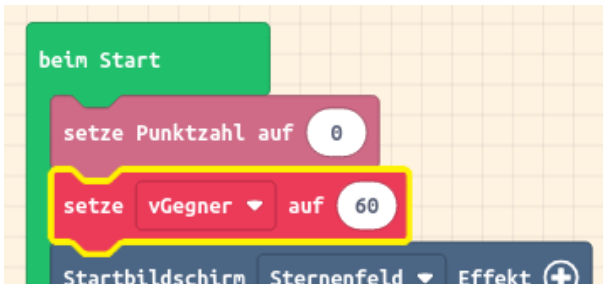 beim Start
setze Punktzahl auf 0
setze vGegner auf 60
Startbildschirm Sternenfeld Effekt